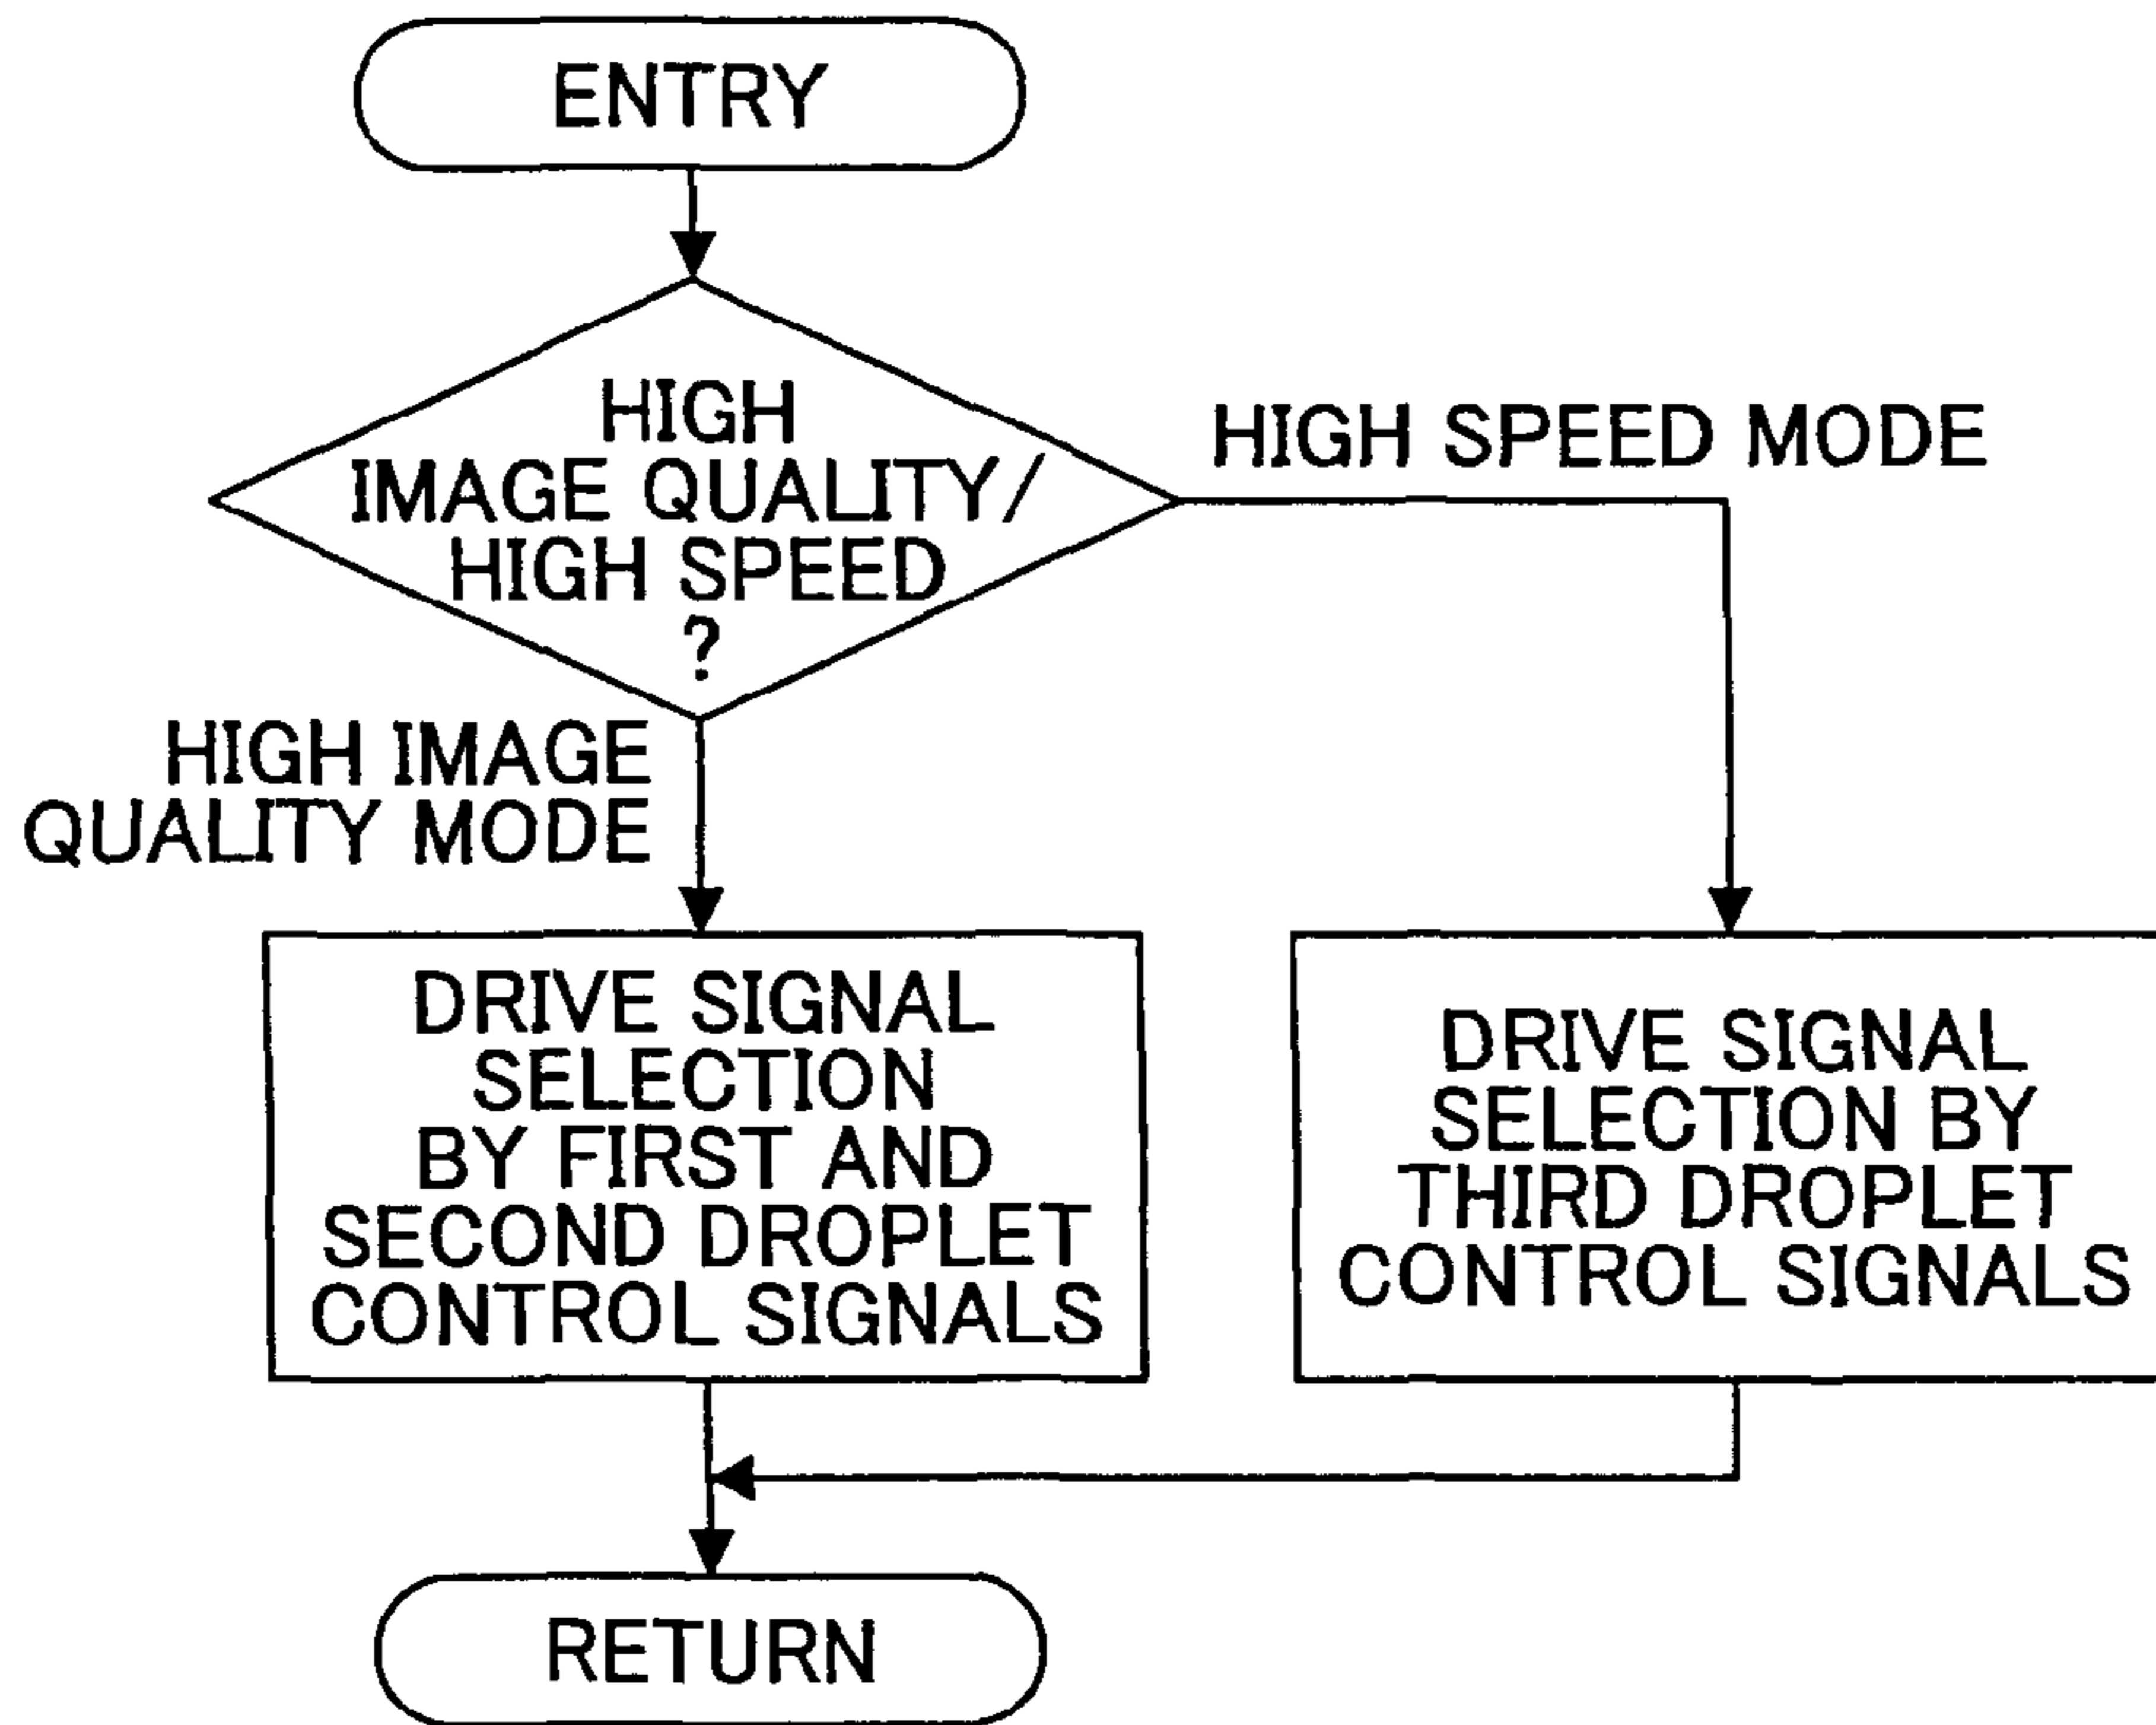 ENTRY
HIGH
IMAGE QUALITY/
HIGH SPEED
?
HIGH SPEED MODE
HIGH IMAGE
QUALITY MODE
DRIVE SIGNAL
SELECTION
BY FIRST AND
SECOND DROPLET
CONTROL SIGNALS
DRIVE SIGNAL
SELECTION BY
THIRD DROPLET
CONTROL SIGNALS
RETURN